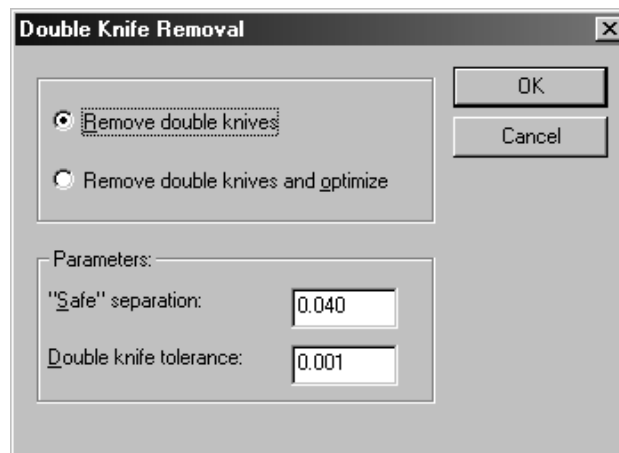 Double Knife Removal
Remove double knives
Remove double knives and optimize
OK
Cancel
Parameters:
"Safe" separation:
0.040
Double knife tolerance:
0.001